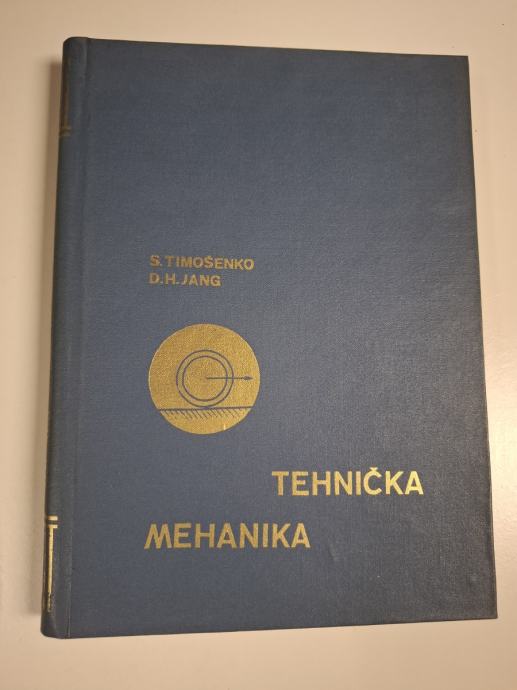 S. TIMOŠENKO
D. H. JANG
TEHNIČKA
MEHANIKA